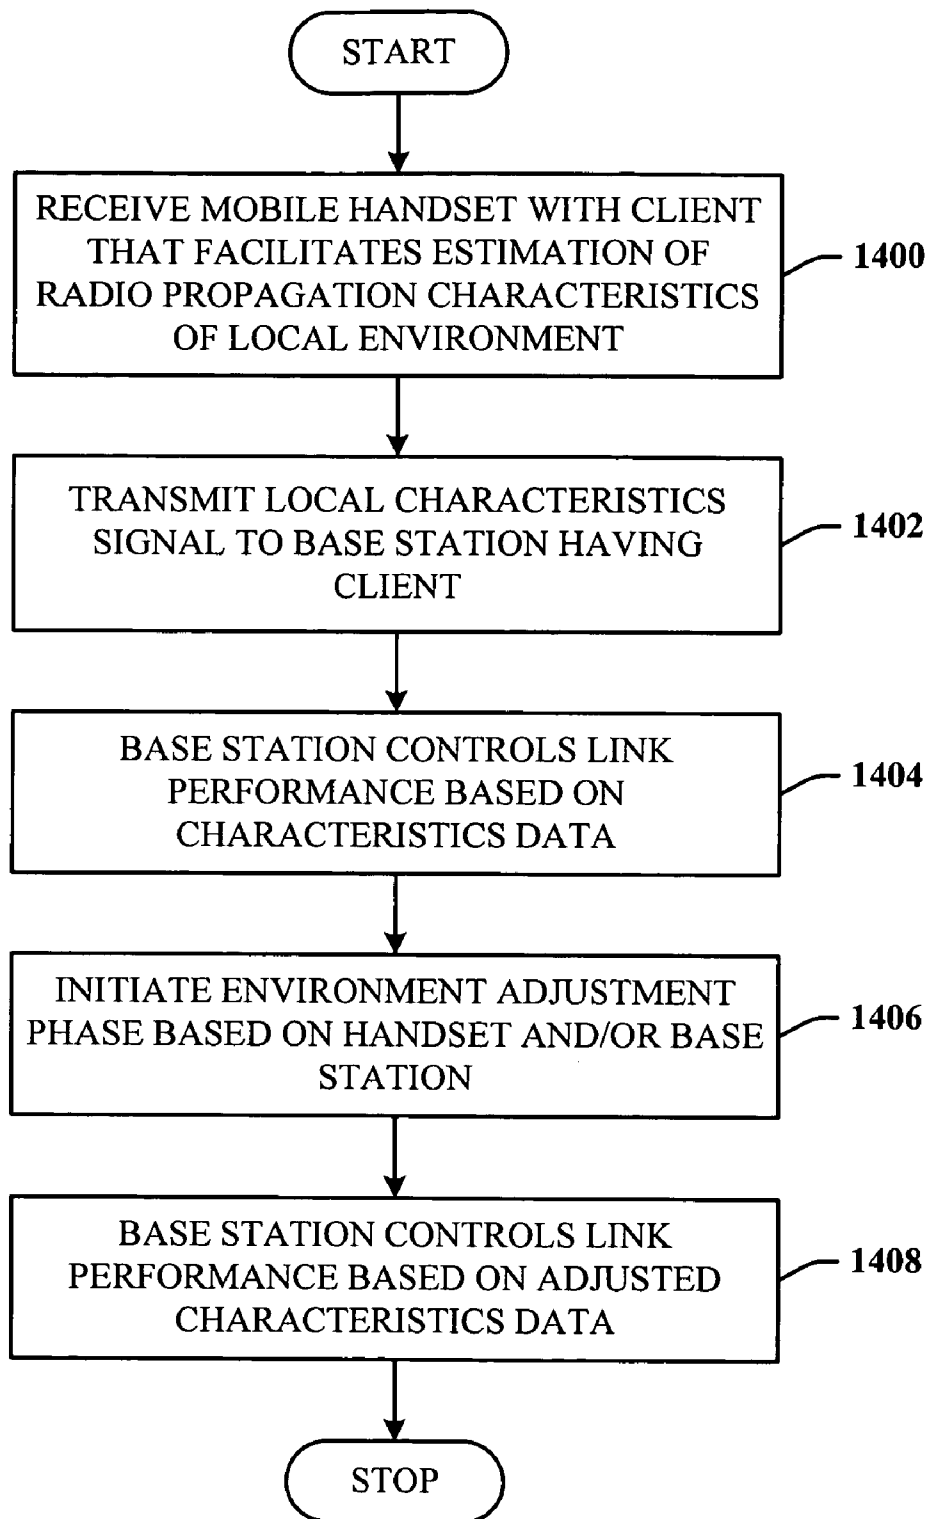 START
RECEIVE MOBILE HANDSET WITH CLIENT
THAT FACILITATES ESTIMATION OF
RADIO PROPAGATION CHARACTERISTICS
OF LOCAL ENVIRONMENT
1400
TRANSMIT LOCAL CHARACTERISTICS
SIGNAL TO BASE STATION HAVING
CLIENT
1402
BASE STATION CONTROLS LINK
PERFORMANCE BASED ON
CHARACTERISTICS DATA
1404
INITIATE ENVIRONMENT ADJUSTMENT
PHASE BASED ON HANDSET AND/OR BASE
STATION
1406
BASE STATION CONTROLS LINK
PERFORMANCE BASED ON ADJUSTED
CHARACTERISTICS DATA
1408
STOP